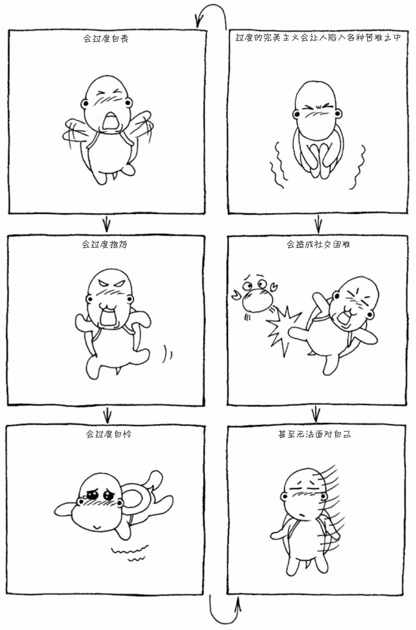 会过度自责
过度的完美主义会让人陷入各种苦难之中
会过度抱怨
会造成社交困难
会过度自怜
甚至无法面对自己